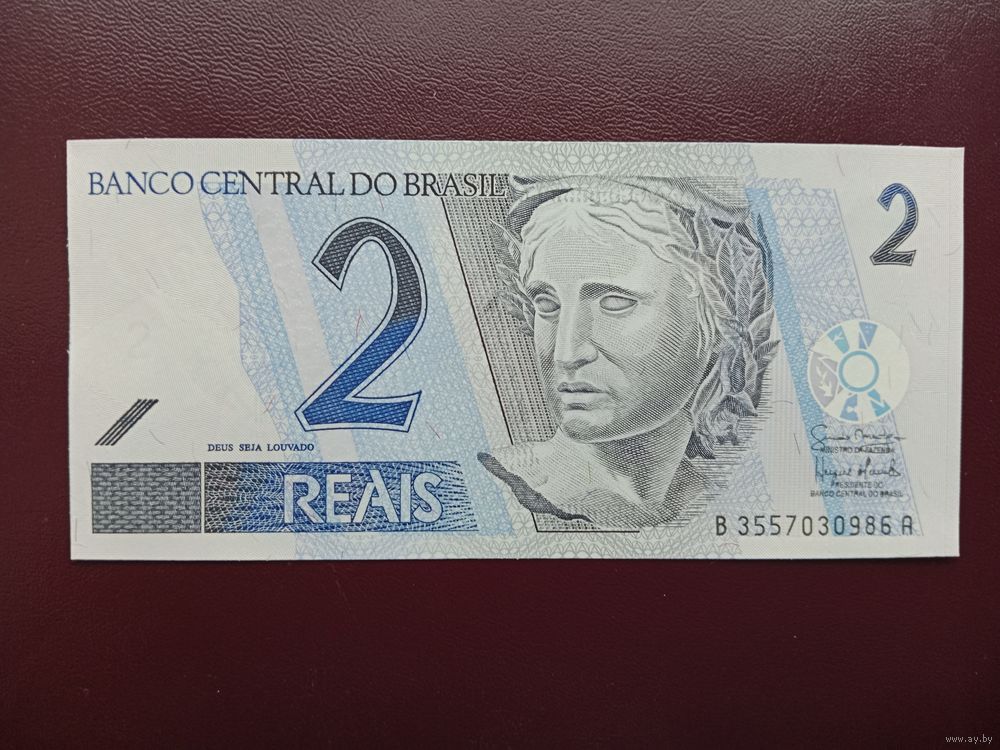 BANCO CENTRAL DO BRASIL
2
2
DEUS SEJA LOUVADO
REAIS
MINISTRO DA FAZENDA
PRESIDENTE DO
BANCO CENTRAL DO BRASIL
B 3557030986 A
www.ay.by